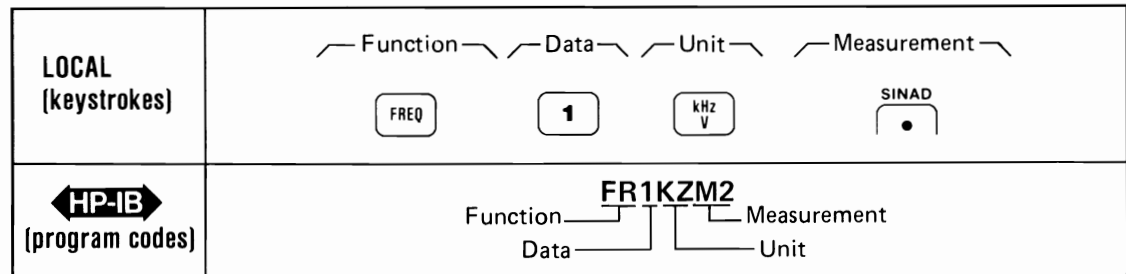 LOCAL
(keystrokes)
Function Data Unit Measurement
FREQ 1 kHz V SINAD
HP-IB
(program codes)
FR1KZM2
Function Measurement
Data Unit